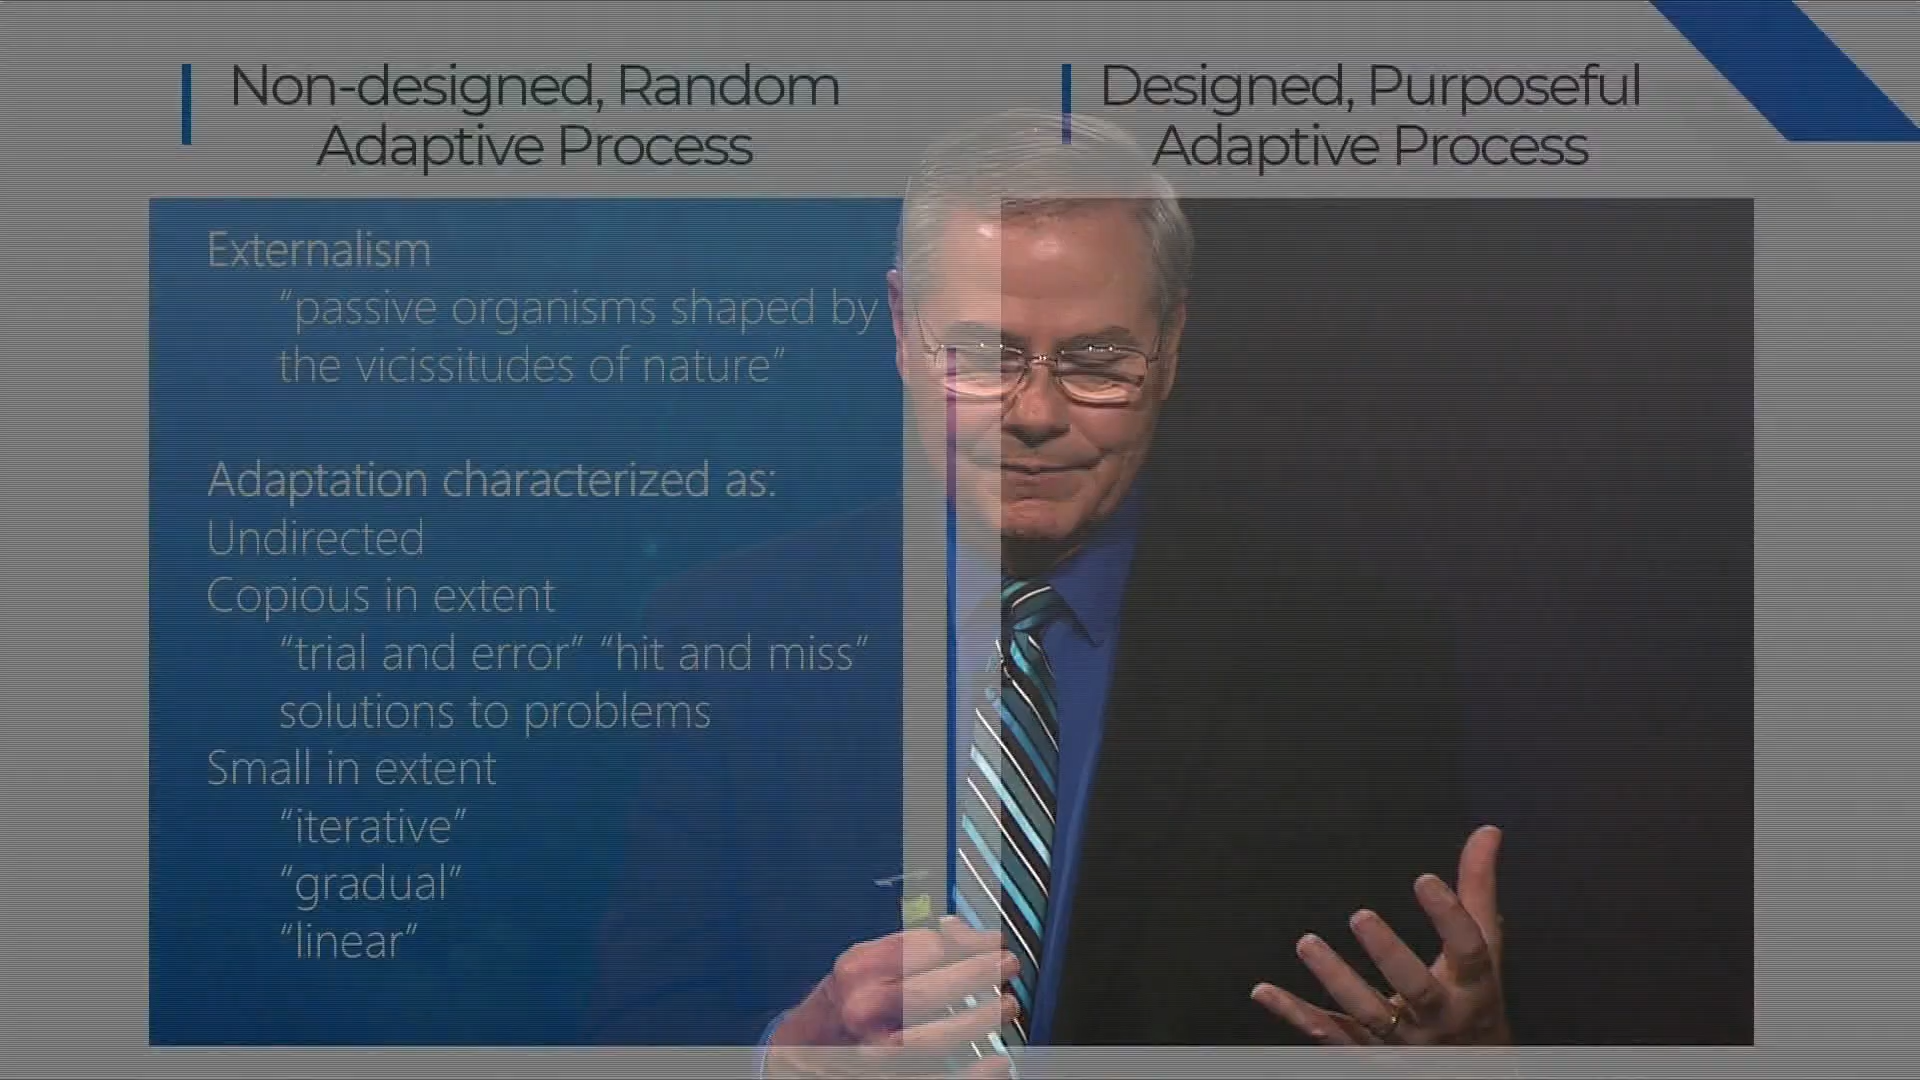 Non-designed, Random
Adaptive Process
Designed, Purposeful
Adaptive Process
Externalism
“passive organisms shaped by
the vicissitudes of nature”
Adaptation characterized as:
Undirected
Copious in extent
“trial and error” “hit and miss”
solutions to problems
Small in extent
“iterative”
“gradual”
“linear”